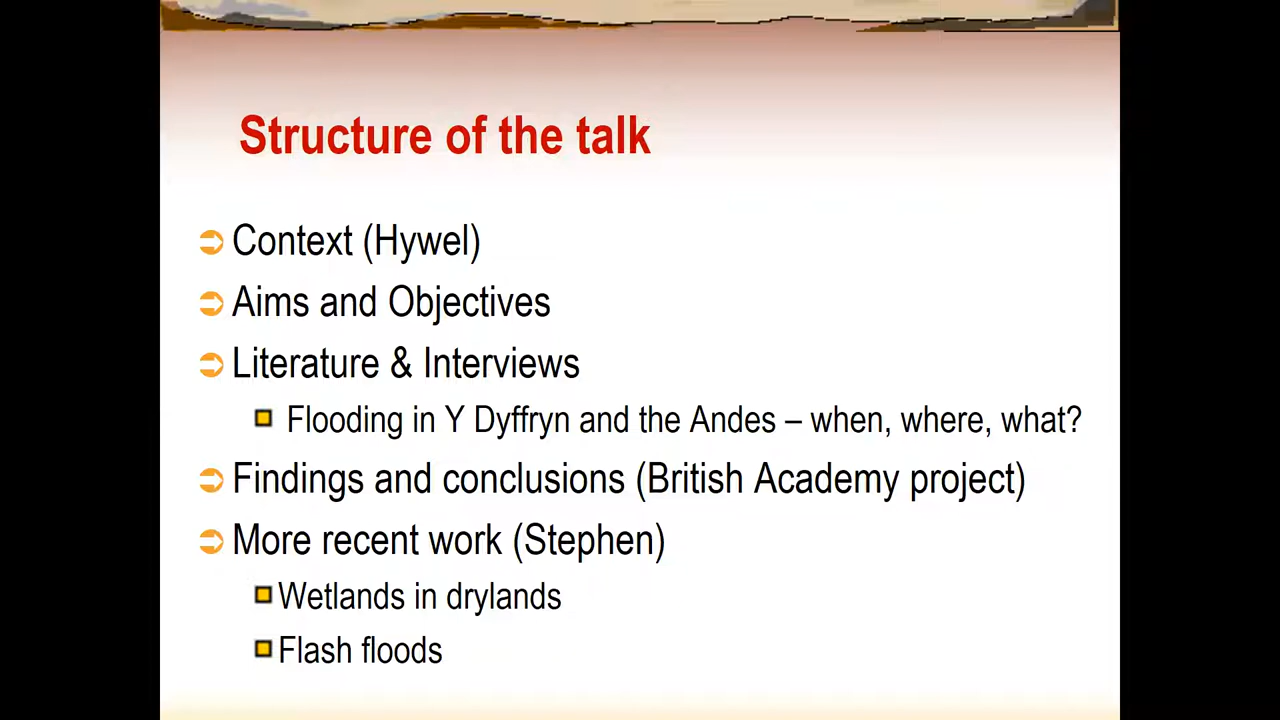 Structure of the talk
Context (Hywel)
Aims and Objectives
Literature & Interviews
Flooding in Y Dyffryn and the Andes – when, where, what?
Findings and conclusions (British Academy project)
More recent work (Stephen)
Wetlands in drylands
Flash floods